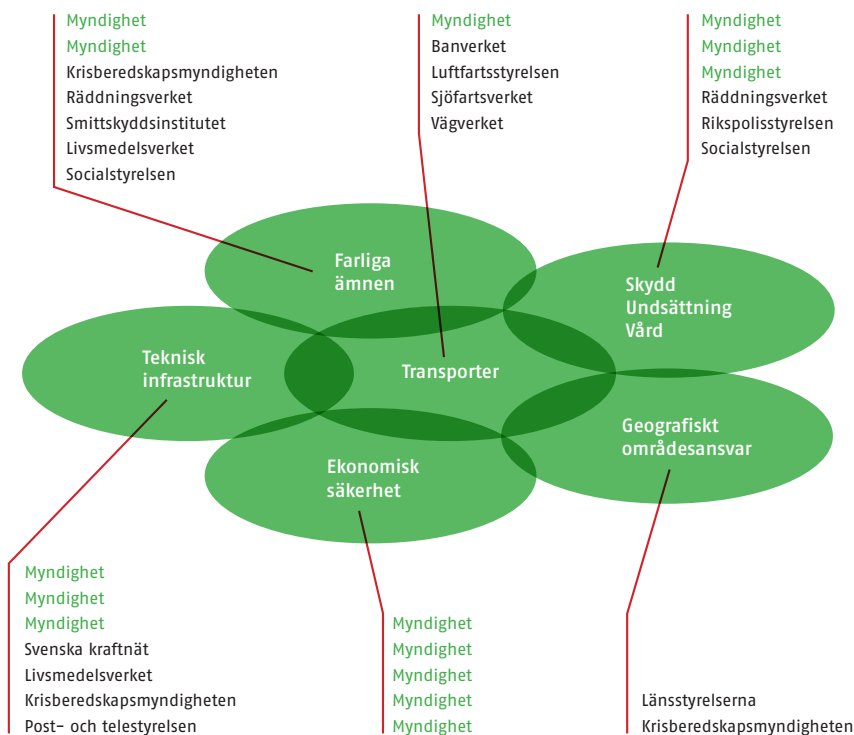 Myndighet
Myndighet
Krisberedskapsmyndigheten
Räddningsverket
Smittskyddsinstitutet
Livsmedelsverket
Socialstyrelsen
Myndighet
Banverket
Luftfartsstyrelsen
Sjöfartsverket
Vägverket
Myndighet
Myndighet
Myndighet
Räddningsverket
Rikspolisstyrelsen
Socialstyrelsen
Farliga
ämnen
Skydd
Undsättning
Vård
Teknisk
infrastruktur
Transporter
Geografiskt
områdesansvar
Ekonomisk
säkerhet
Myndighet
Myndighet
Myndighet
Svenska kraftnät
Livsmedelsverket
Krisberedskapsmyndigheten
Post- och telestyrelsen
Myndighet
Myndighet
Myndighet
Myndighet
Myndighet
Länsstyrelserna
Krisberedskapsmyndigheten